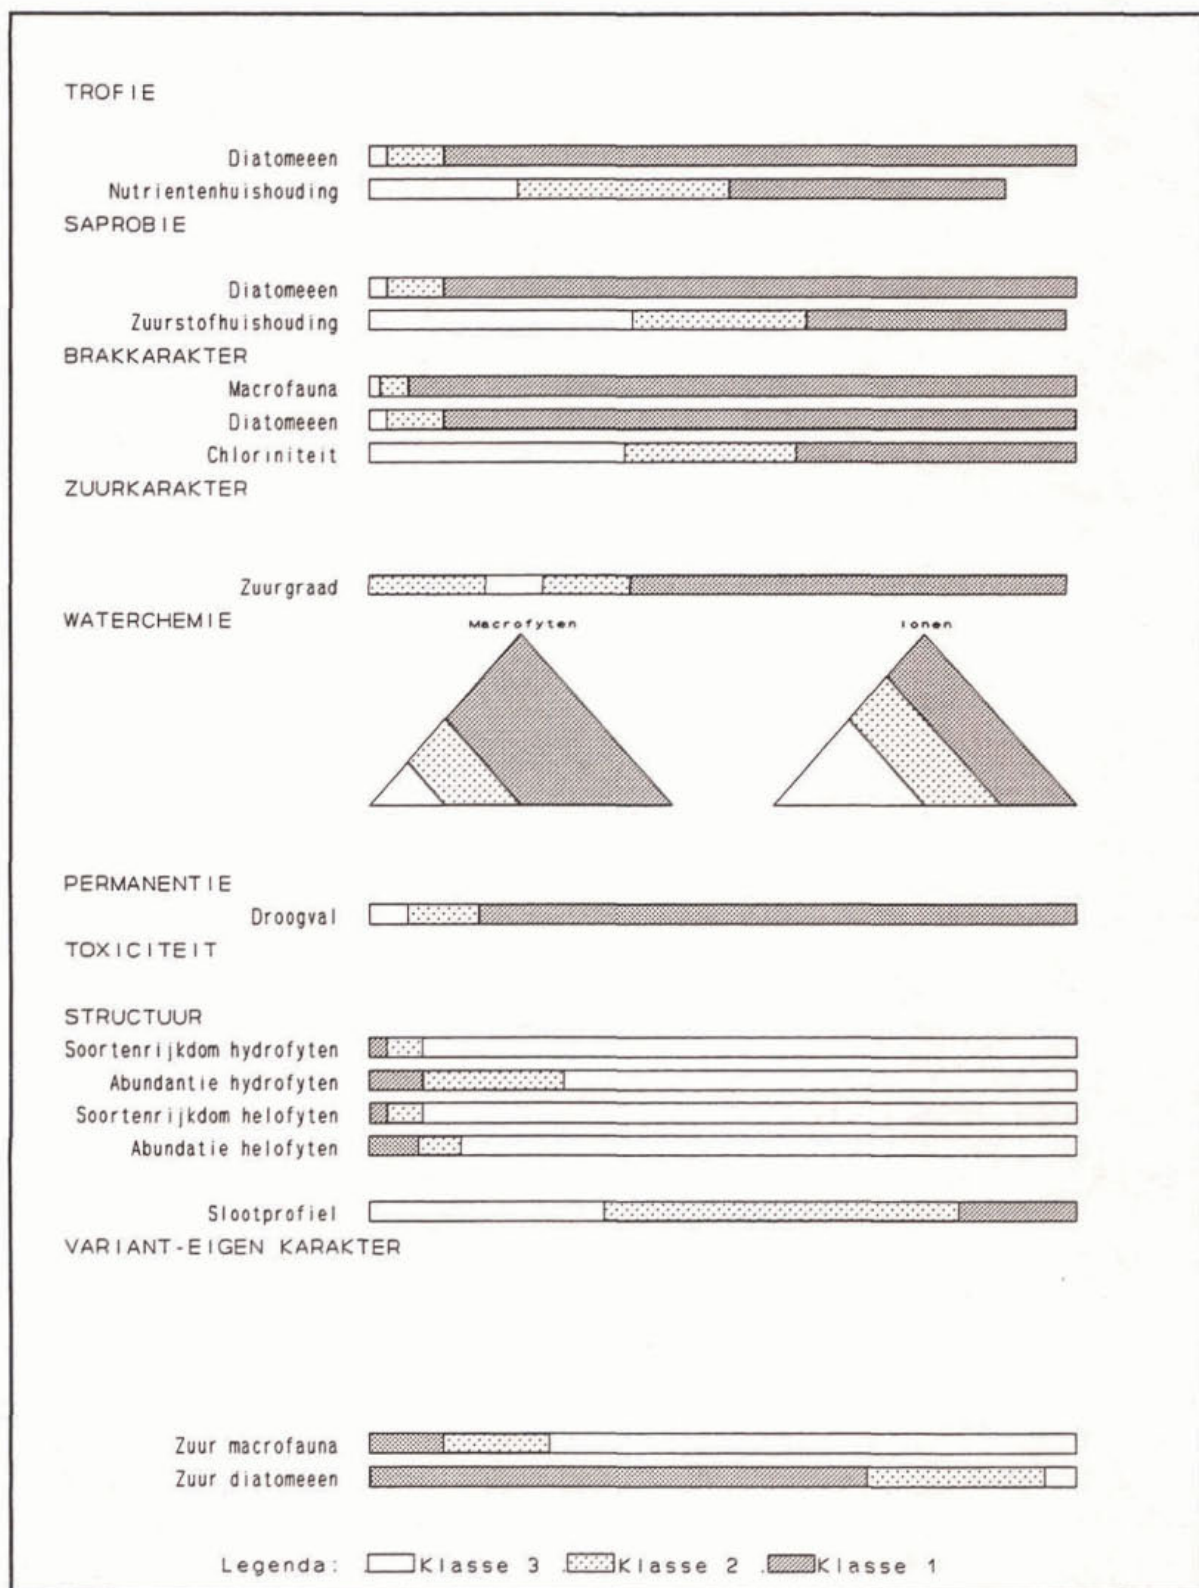 TROFIE
Diatomeeen
Nutrientenhuishouding
SAPROBIE
Diatomeeen
Zuurstofhuishouding
BRAKKARAKTER
Macrofauna
Diatomeeen
Chloriniteit
ZUURKARAKTER
Zuurgraad
WATERCHEMIE
Macrofyten
Ionen
PERMANENTIE
Droogval
TOXICITEIT
STRUCTUUR
Soortenrijkdom hydrofyten
Abundantie hydrofyten
Soortenrijkdom helofyten
Abundatie helofyten
Slootprofiel
VARIANT-EIGEN KARAKTER
Zuur macrofauna
Zuur diatomeeen
Legenda: Klasse 3 Klasse 2 Klasse 1